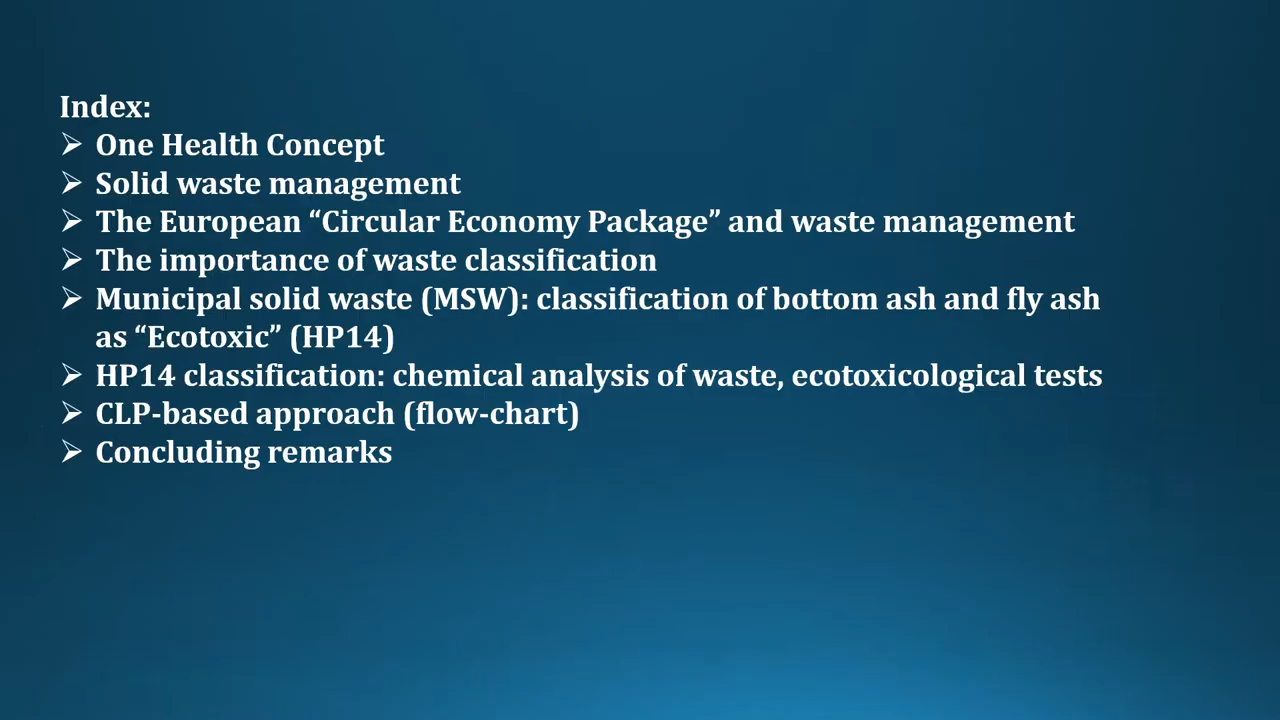 Index:
➢ One Health Concept
➢ Solid waste management
➢ The European “Circular Economy Package” and waste management
➢ The importance of waste classification
➢ Municipal solid waste (MSW): classification of bottom ash and fly ash
as “Ecotoxic” (HP14)
➢ HP14 classification: chemical analysis of waste, ecotoxicological tests
➢ CLP-based approach (flow-chart)
➢ Concluding remarks